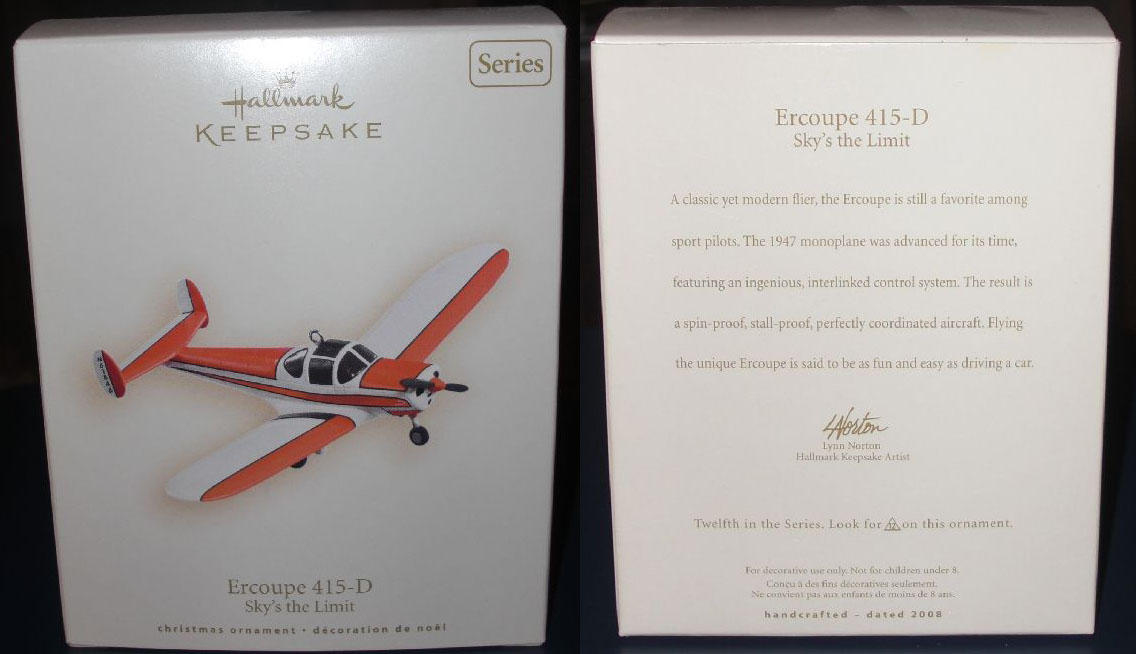 Series
Hallmark
KEEPSAKE
Ercoupe 415-D
Sky's the Limit
christmas ornament • décoration de noël
Ercoupe 415-D
Sky's the Limit
A classic yet modern flier, the Ercoupe is still a favorite among
sport pilots. The 1947 monoplane was advanced for its time,
featuring an ingenious, interlinked control system. The result is
a spin-proof, stall-proof, perfectly coordinated aircraft. Flying
the unique Ercoupe is said to be as fun and easy as driving a car.
LNorton
Lynn Norton
Hallmark Keepsake Artist
Twelfth in the Series. Look for 12 on this ornament.
For decorative use only. Not for children under 8.
Conçu à des fins décoratives seulement.
Ne convient pas aux enfants de moins de 8 ans.
handcrafted – dated 2008